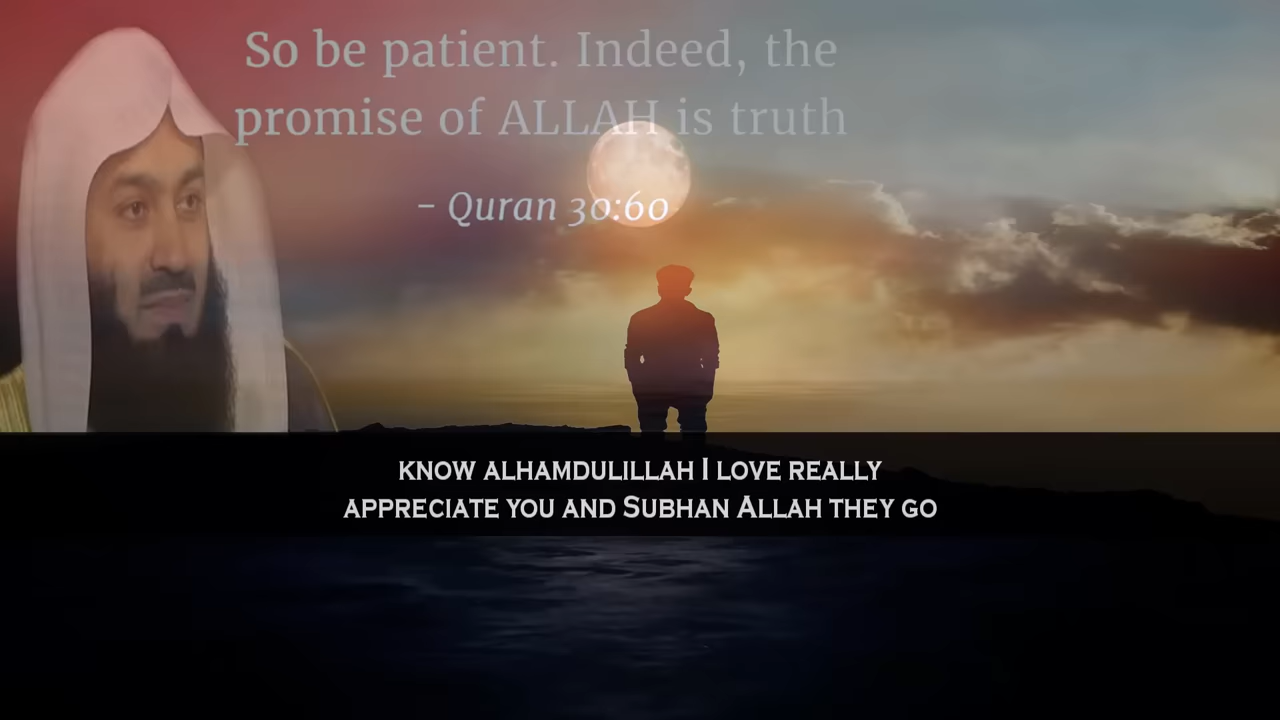 So be patient. Indeed, the
promise of ALLAH is truth
- Quran 30:60
KNOW ALHAMDULILLAH I LOVE REALLY
APPRECIATE YOU AND SUBHAN ALLAH THEY GO